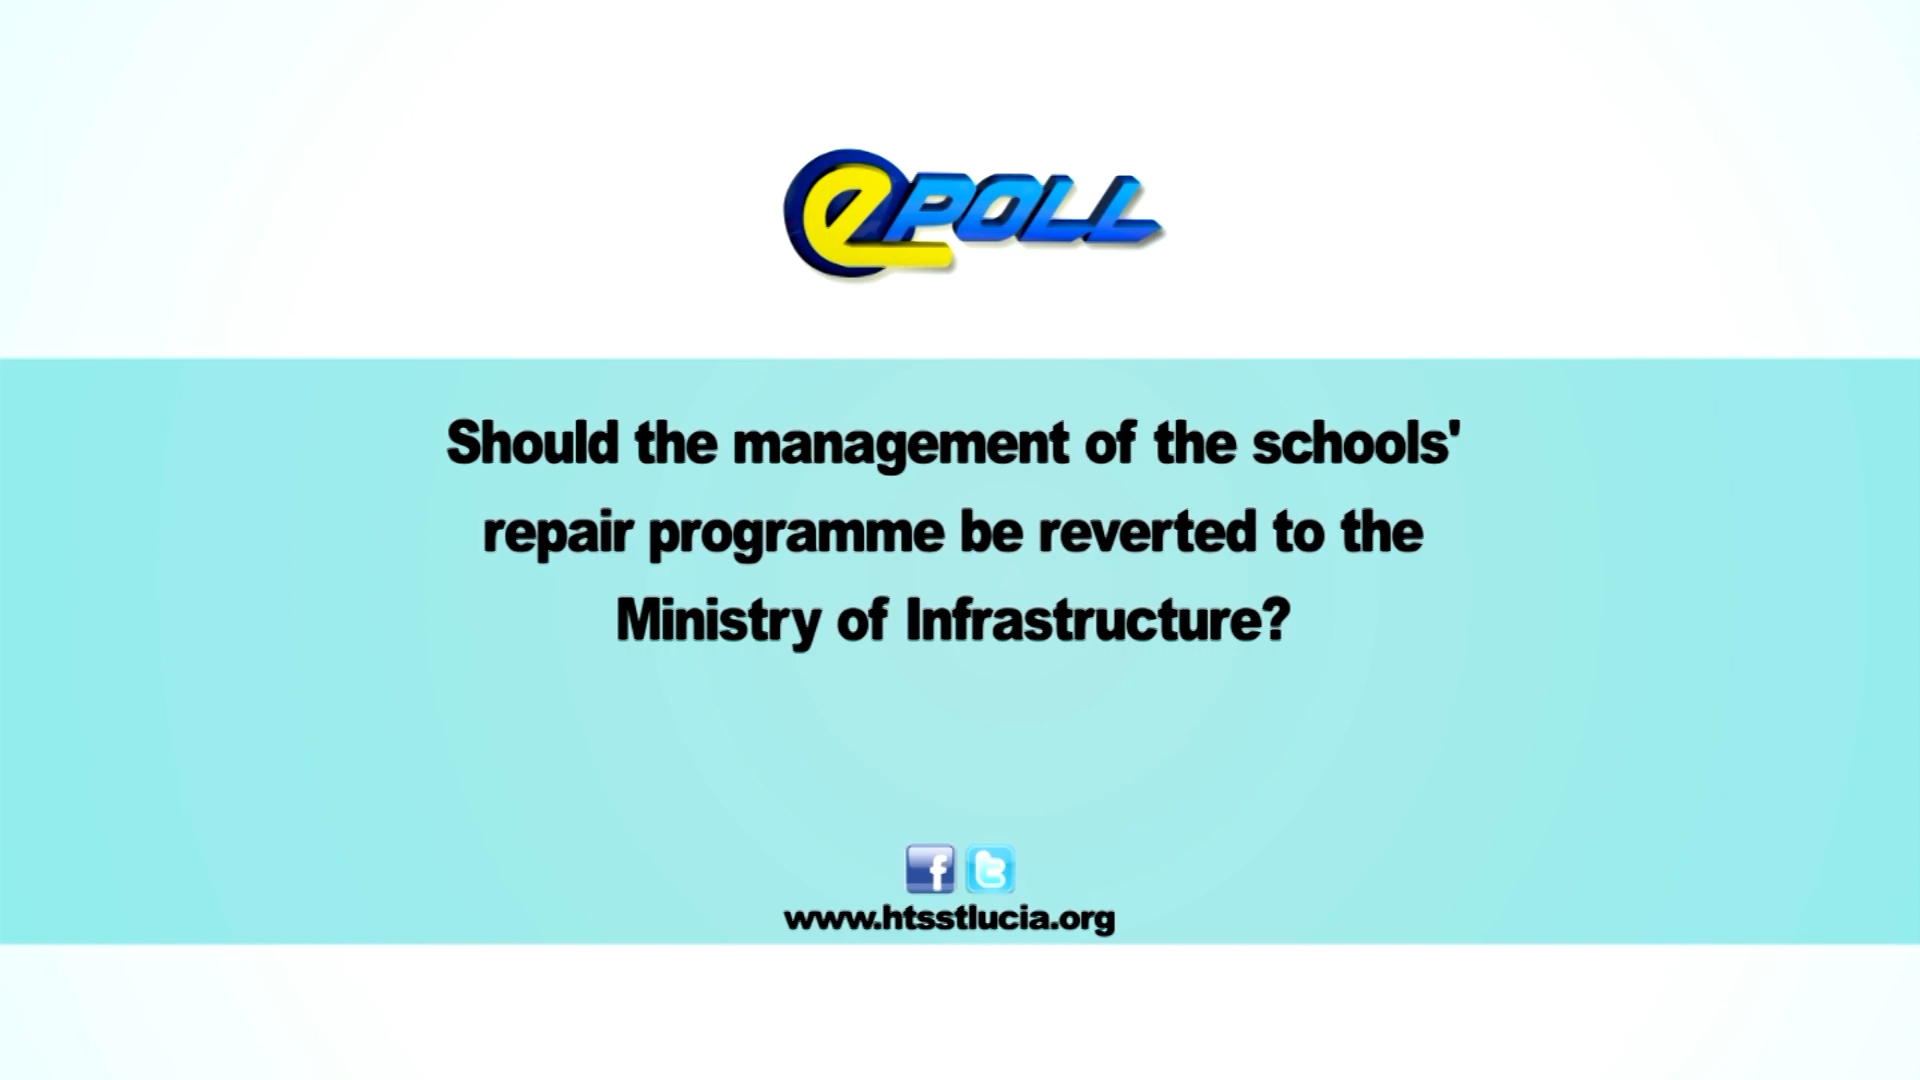 ePOLL
Should the management of the schools'
repair programme be reverted to the
Ministry of Infrastructure?
f t
www.htsstlucia.org